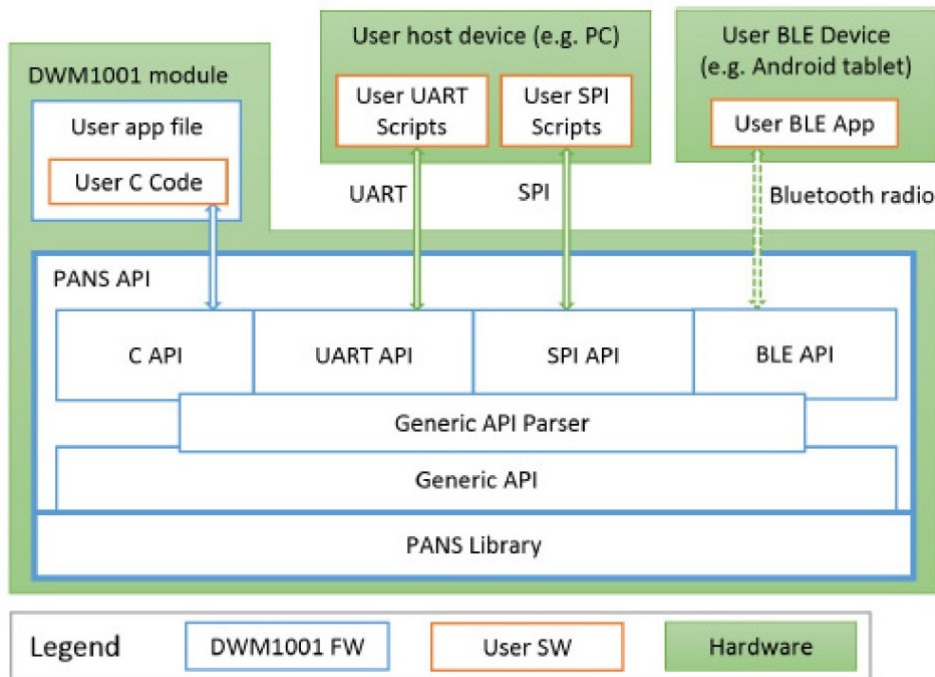 DWM1001 module
User app file
User C Code
User host device (e.g. PC)
User UART
Scripts
User SPI
Scripts
User BLE Device
(e.g. Android tablet)
User BLE App
UART
SPI
Bluetooth radio
PANS API
C API
UART API
SPI API
BLE API
Generic API Parser
Generic API
PANS Library
Legend
DWM1001 FW
User SW
Hardware